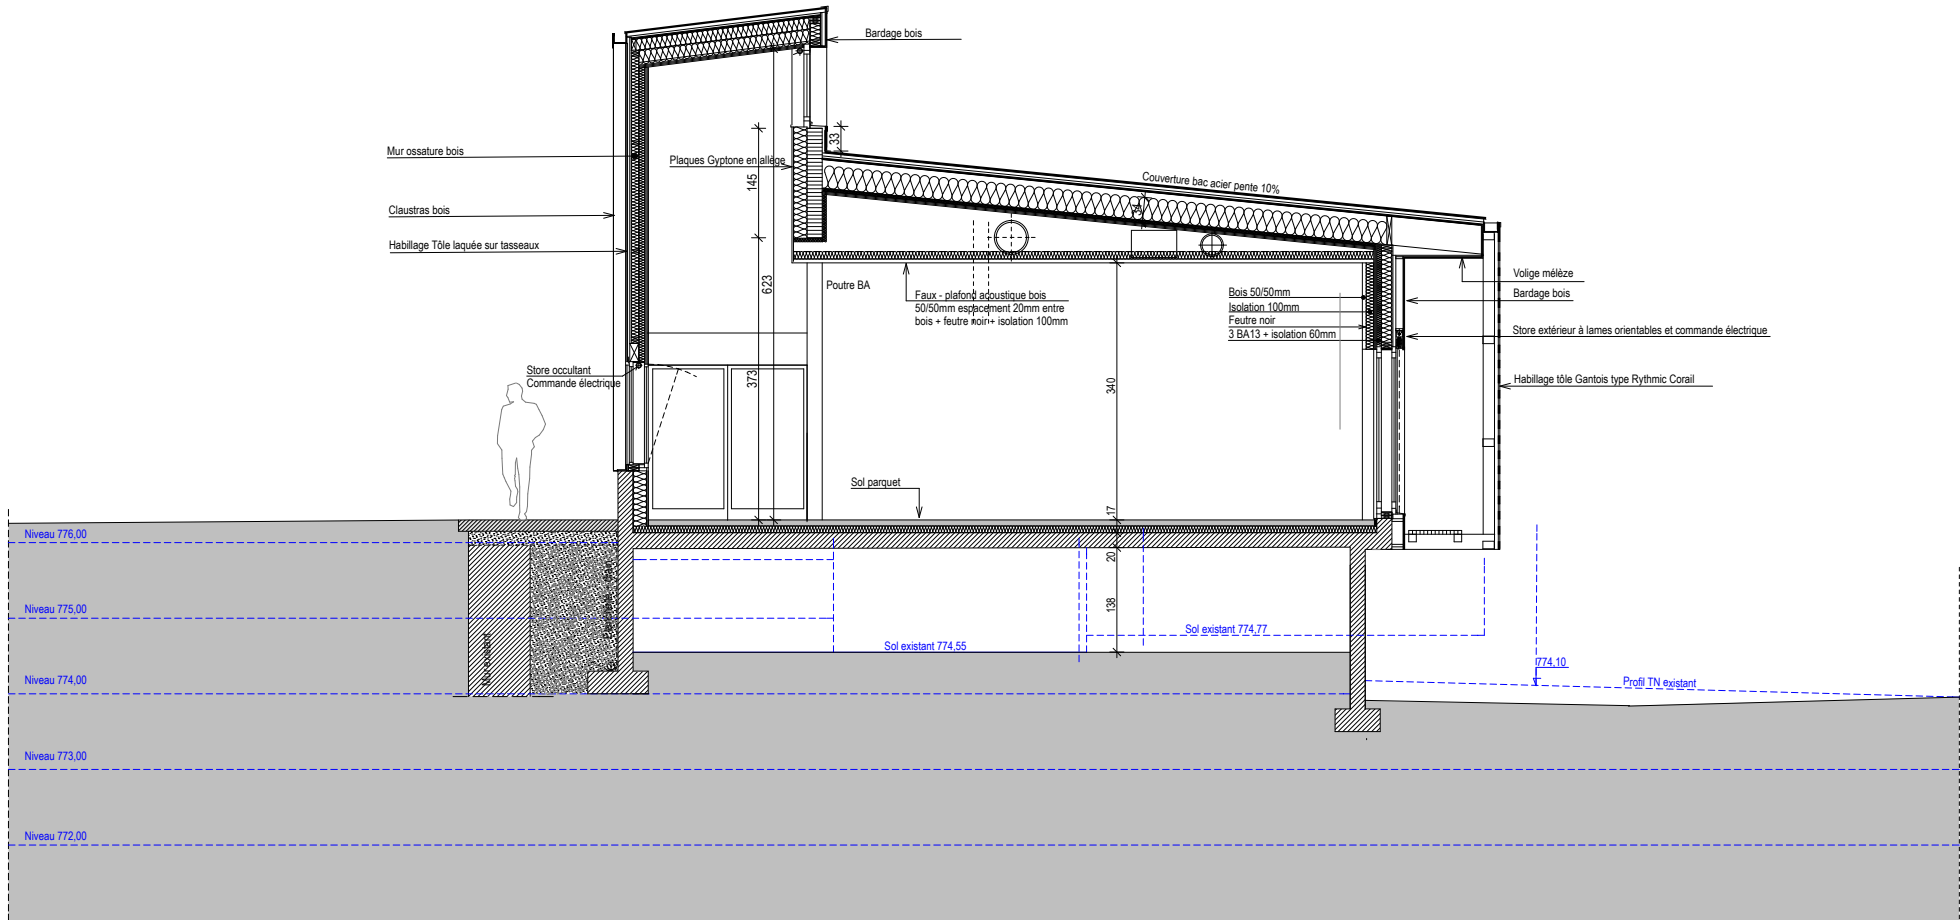 Bardage bois
Mur ossature bois
Plaques Gyptone en allège
33
145
Couverture bac acier pente 10%
34
Claustras bois
Habillage Tôle laquée sur tasseaux
623
Poutre BA
Faux - plafond acoustique bois
50/50mm espacement 20mm entre
bois + feutre noir+ isolation 100mm
Bois 50/50mm
Isolation 100mm
Feutre noir
3 BA13 + isolation 60mm
Volige mélèze
Bardage bois
Store extérieur à lames orientables et commande électrique
Habillage tôle Gantois type Rythmic Corail
Store occultant
Commande électrique
373
340
Sol parquet
17
20
138
Niveau 776,00
Niveau 775,00
Niveau 774,00
Niveau 773,00
Niveau 772,00
Mur existant
Sol existant 774,55
Sol existant 774,77
774,10
Profil TN existant